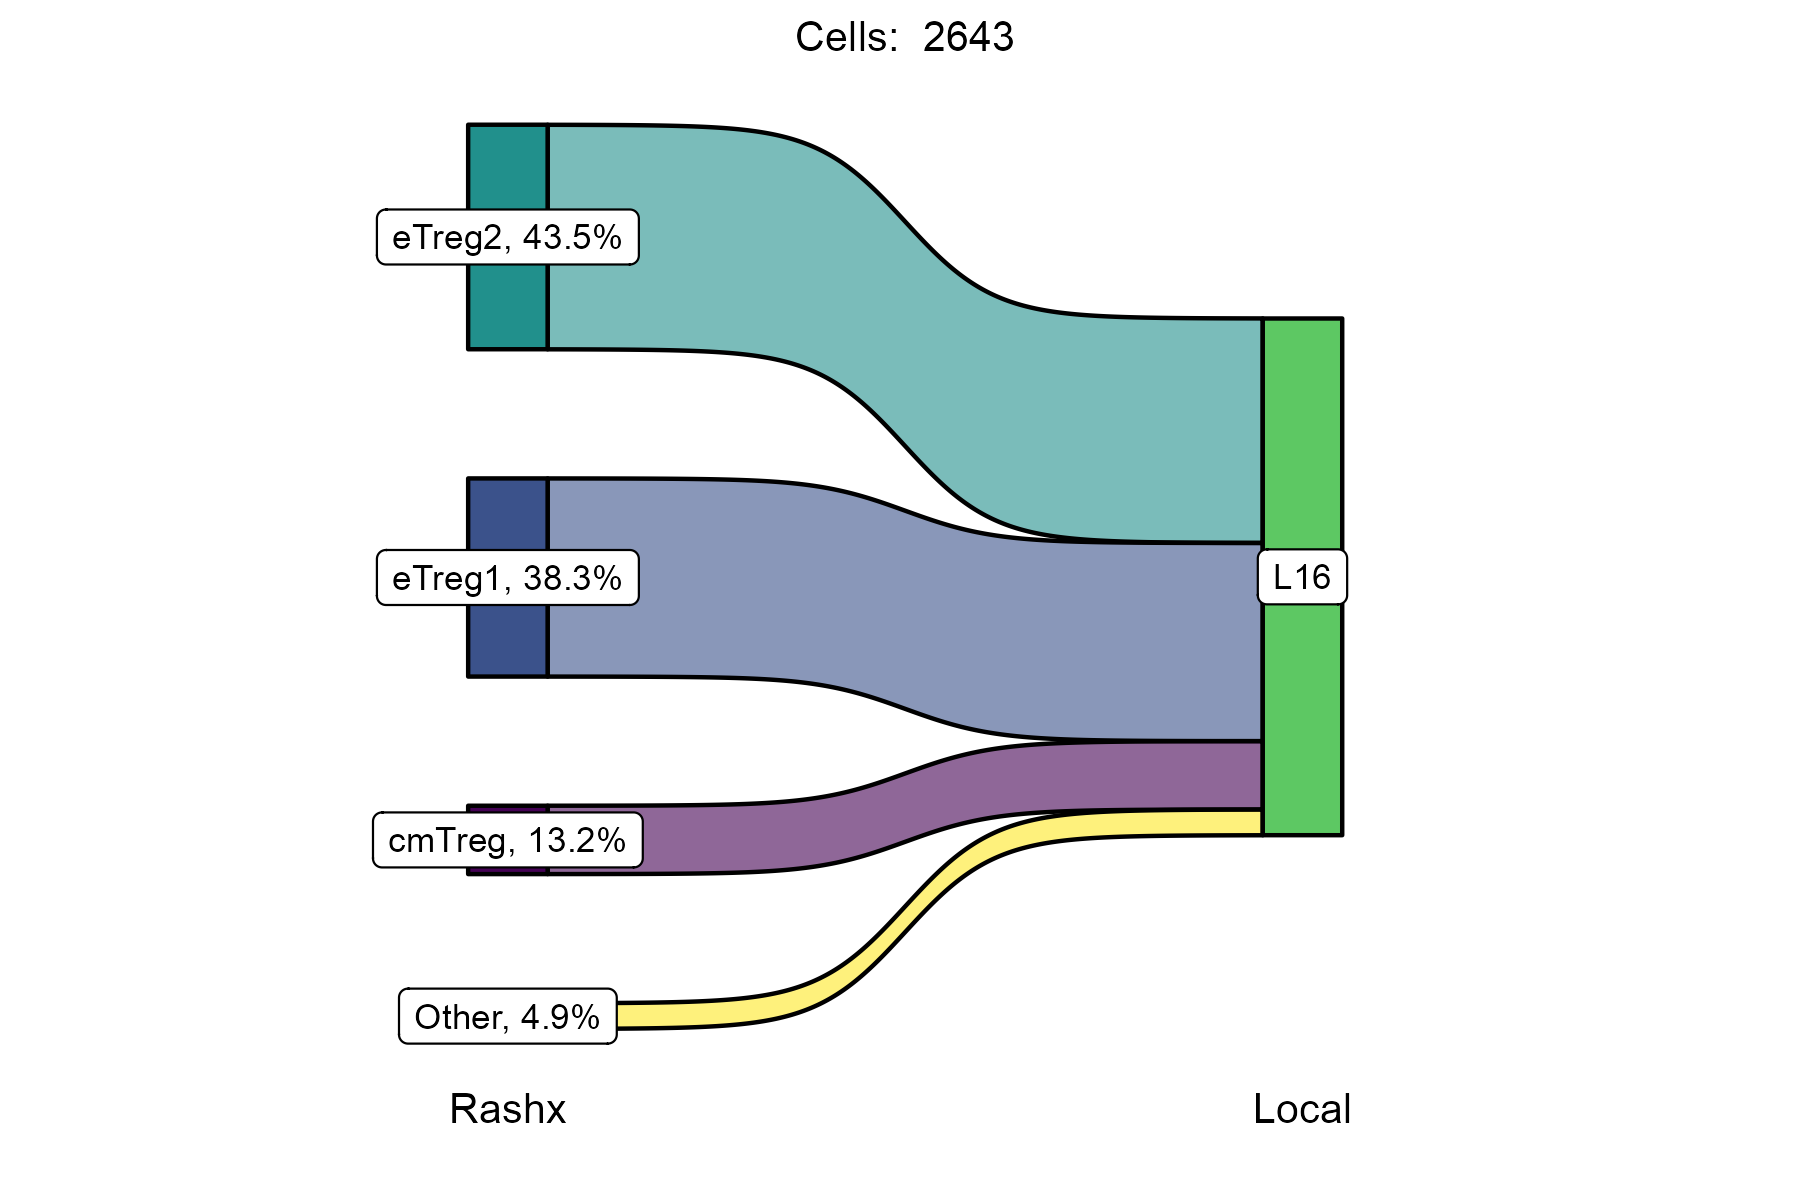 Cells:  2643
eTreg2, 43.5%
eTreg1, 38.3%
L16
cmTreg, 13.2%
Other, 4.9%
Rashx
Local